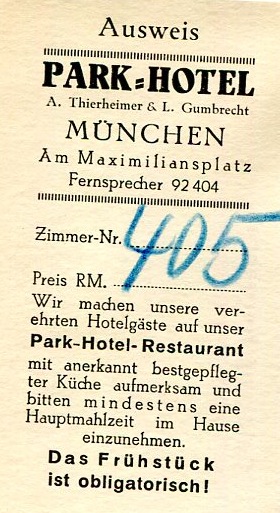 Ausweis
PARK=HOTEL
A. Thierheimer & L. Gumbrecht
MÜNCHEN
Am Maximiliansplatz
Fernsprecher 92 404
Zimmer-Nr. 405
Preis RM.
Wir machen unsere ver-
ehrten Hotelgäste auf unser
Park-Hotel-Restaurant
mit anerkannt bestgepfleg-
ter Küche aufmerksam und
bitten mindestens eine
Hauptmahlzeit im Hause
einzunehmen.
Das Frühstück
ist obligatorisch!